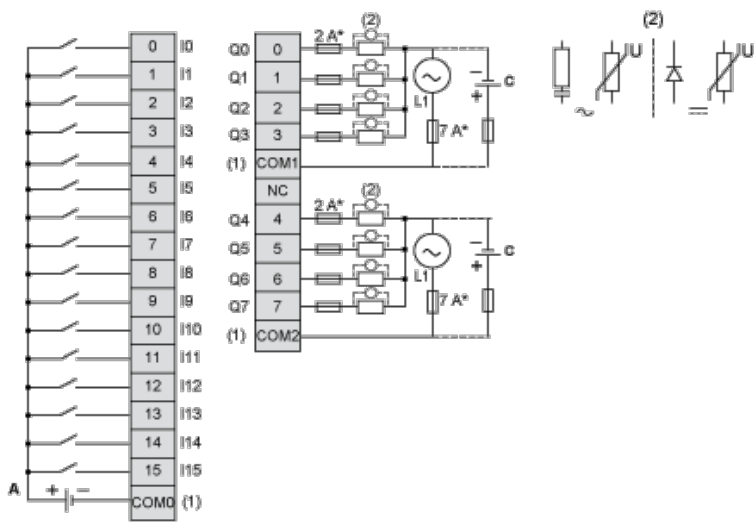 0 I0
1 I1
2 I2
3 I3
4 I4
5 I5
6 I6
7 I7
8 I8
9 I9
10 I10
11 I11
12 I12
13 I13
14 I14
15 I15
A + − COM0 (1)
(2)
Q0 0 2 A*
Q1 1
Q2 2
Q3 3
(1) COM1
NC
L1 7 A*
− + C
(2)
Q4 4 2 A*
Q5 5
Q6 6
Q7 7
(1) COM2
L1 7 A*
− + C
(2)
U U